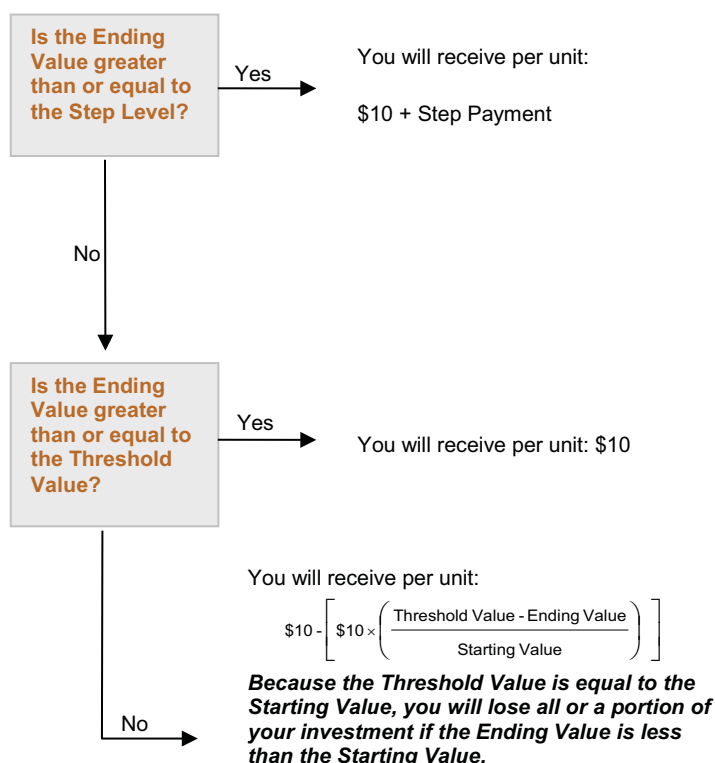 Is the Ending
Value greater
than or equal to
the Step Level?
Yes
You will receive per unit:
$10 + Step Payment
No
Is the Ending
Value greater
than or equal to
the Threshold
Value?
Yes
You will receive per unit: $10
You will receive per unit:
$10 - [ $10 × ( Threshold Value - Ending Value / Starting Value ) ]
Because the Threshold Value is equal to the
Starting Value, you will lose all or a portion of
your investment if the Ending Value is less
than the Starting Value.
No